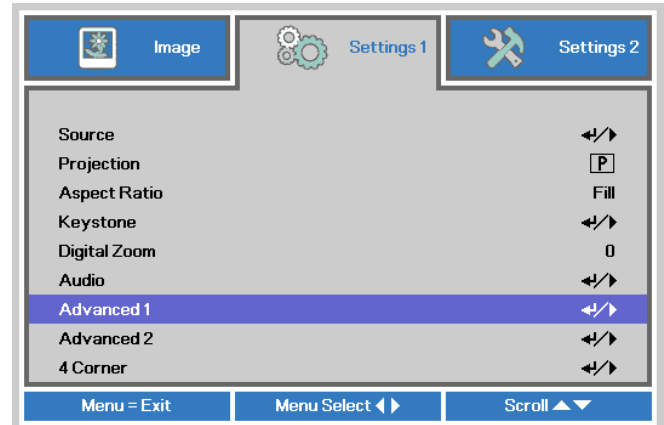 Image Settings 1 Settings 2
Source
Projection P
Aspect Ratio Fill
Keystone
Digital Zoom 0
Audio
Advanced 1
Advanced 2
4 Corner
Menu = Exit Menu Select Scroll